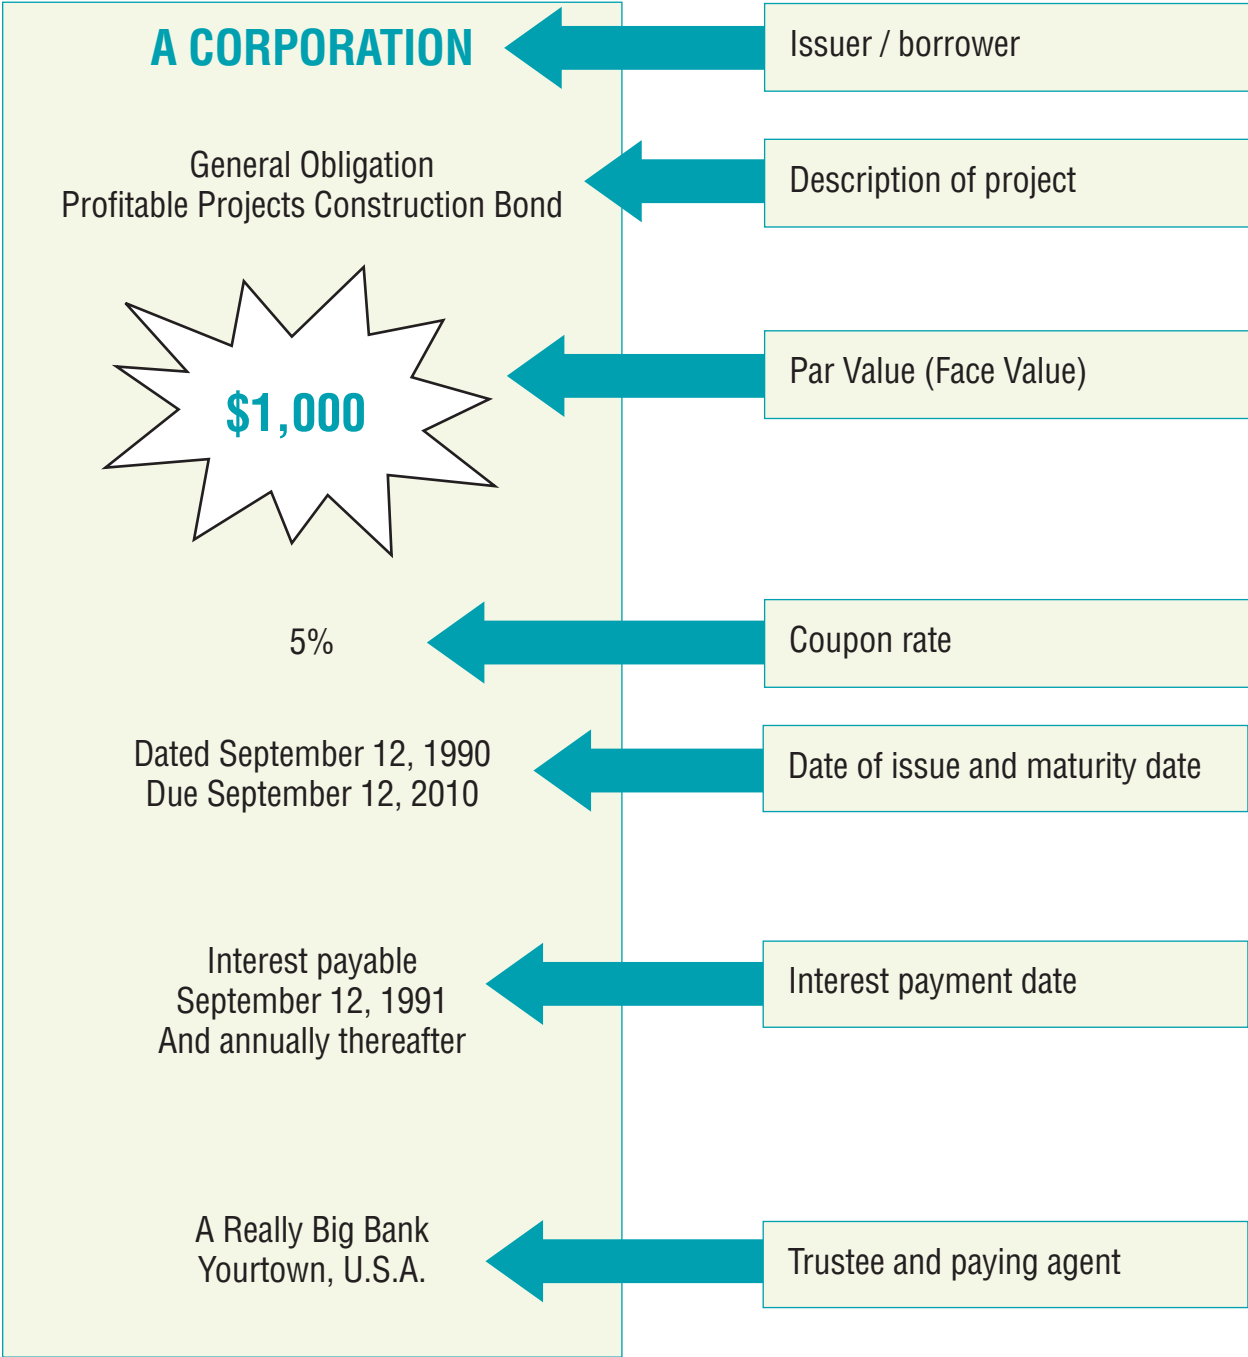 A CORPORATION
Issuer / borrower
General Obligation
Profitable Projects Construction Bond
Description of project
$1,000
Par Value (Face Value)
5%
Coupon rate
Dated September 12, 1990
Due September 12, 2010
Date of issue and maturity date
Interest payable
September 12, 1991
And annually thereafter
Interest payment date
A Really Big Bank
Yourtown, U.S.A.
Trustee and paying agent